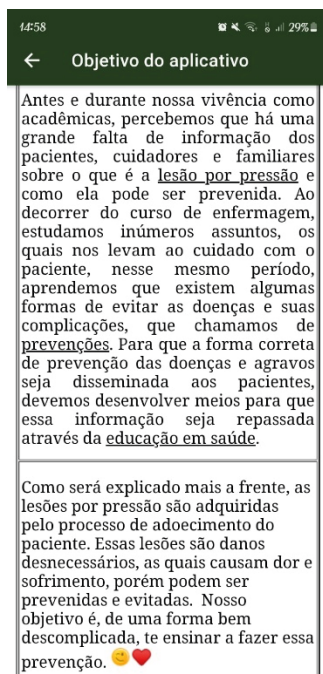 14:58
29%
Objetivo do aplicativo
Antes e durante nossa vivência como
acadêmicas, percebemos que há uma
grande falta de informação dos
pacientes, cuidadores e familiares
sobre o que é a lesão por pressão e
como ela pode ser prevenida. Ao
decorrer do curso de enfermagem,
estudamos inúmeros assuntos, os
quais nos levam ao cuidado com o
paciente, nesse mesmo período,
aprendemos que existem algumas
formas de evitar as doenças e suas
complicações, que chamamos de
prevenções. Para que a forma correta
de prevenção das doenças e agravos
seja disseminada aos pacientes,
devemos desenvolver meios para que
essa informação seja repassada
através da educação em saúde.
Como será explicado mais a frente, as
lesões por pressão são adquiridas
pelo processo de adoecimento do
paciente. Essas lesões são danos
desnecessários, as quais causam dor e
sofrimento, porém podem ser
prevenidas e evitadas. Nosso
objetivo é, de uma forma bem
descomplicada, te ensinar a fazer essa
prevenção. 😊❤️